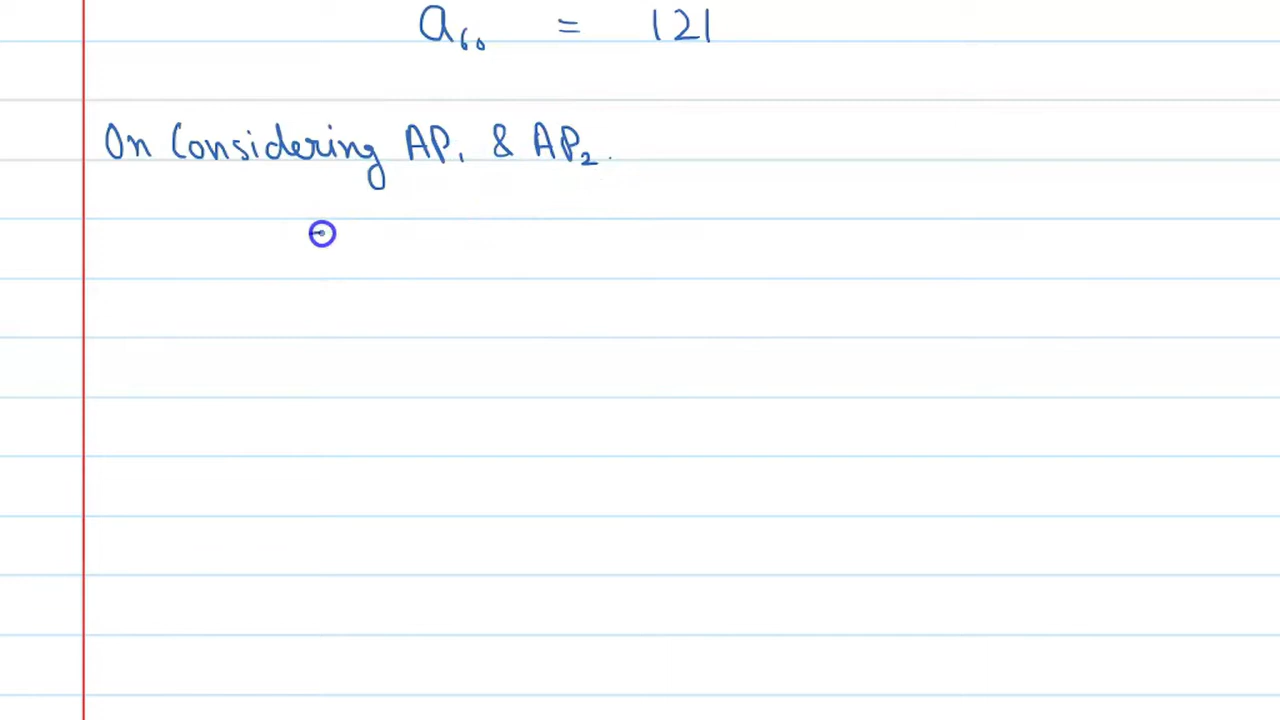 a₆₀ = 121
On Considering AP₁ & AP₂.